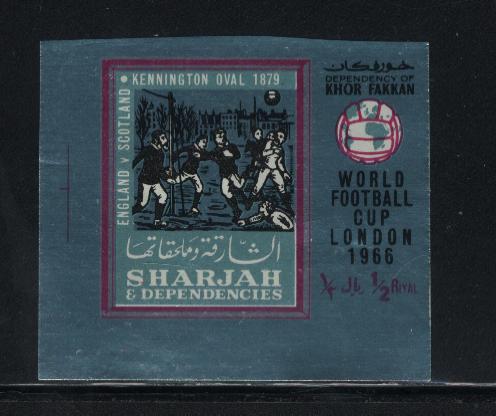 ENGLAND v SCOTLAND • KENNINGTON OVAL 1879
الشارقة وملحقاتها
SHARJAH
& DEPENDENCIES
خورفكان
DEPENDENCY OF
KHOR FAKKAN
WORLD
FOOTBALL
CUP
LONDON
1966
ريال ½ RIYAL